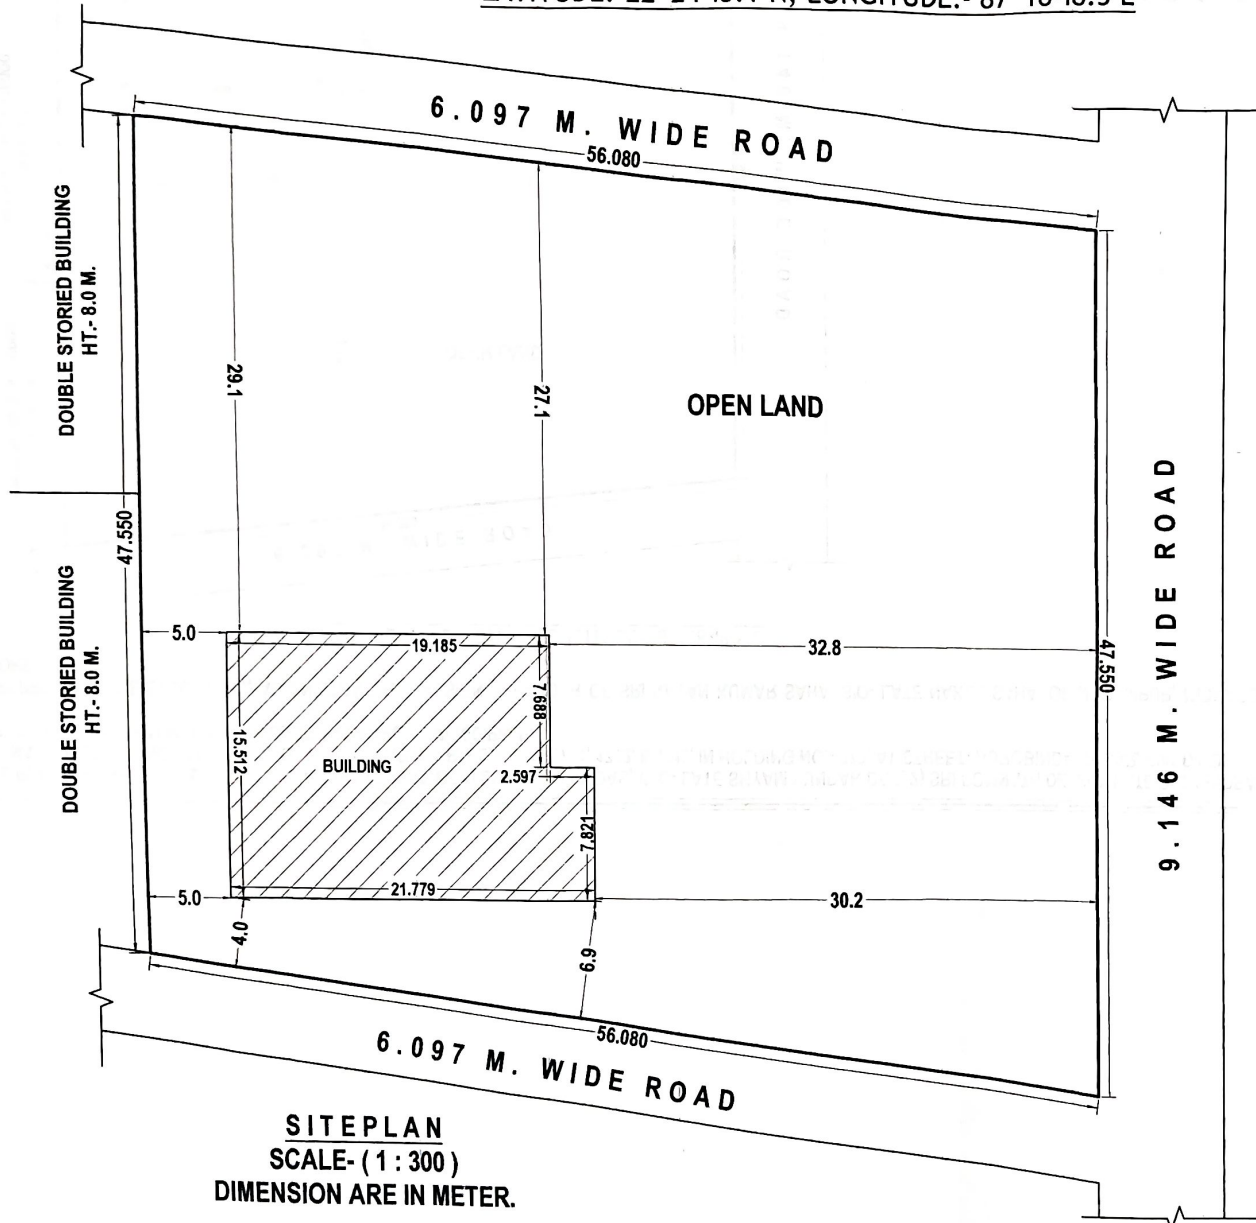 6.097 M. WIDE ROAD
56.080
DOUBLE STORIED BUILDING
HT.- 8.0 M.
29.1
27.1
OPEN LAND
47.550
9.146 M. WIDE ROAD
DOUBLE STORIED BUILDING
HT.- 8.0 M.
5.0
19.185
32.8
47.550
7.688
15.512
BUILDING
2.597
7.821
5.0
21.779
30.2
4.0
6.9
56.080
6.097 M. WIDE ROAD
SITEPLAN
SCALE- ( 1 : 300 )
DIMENSION ARE IN METER.